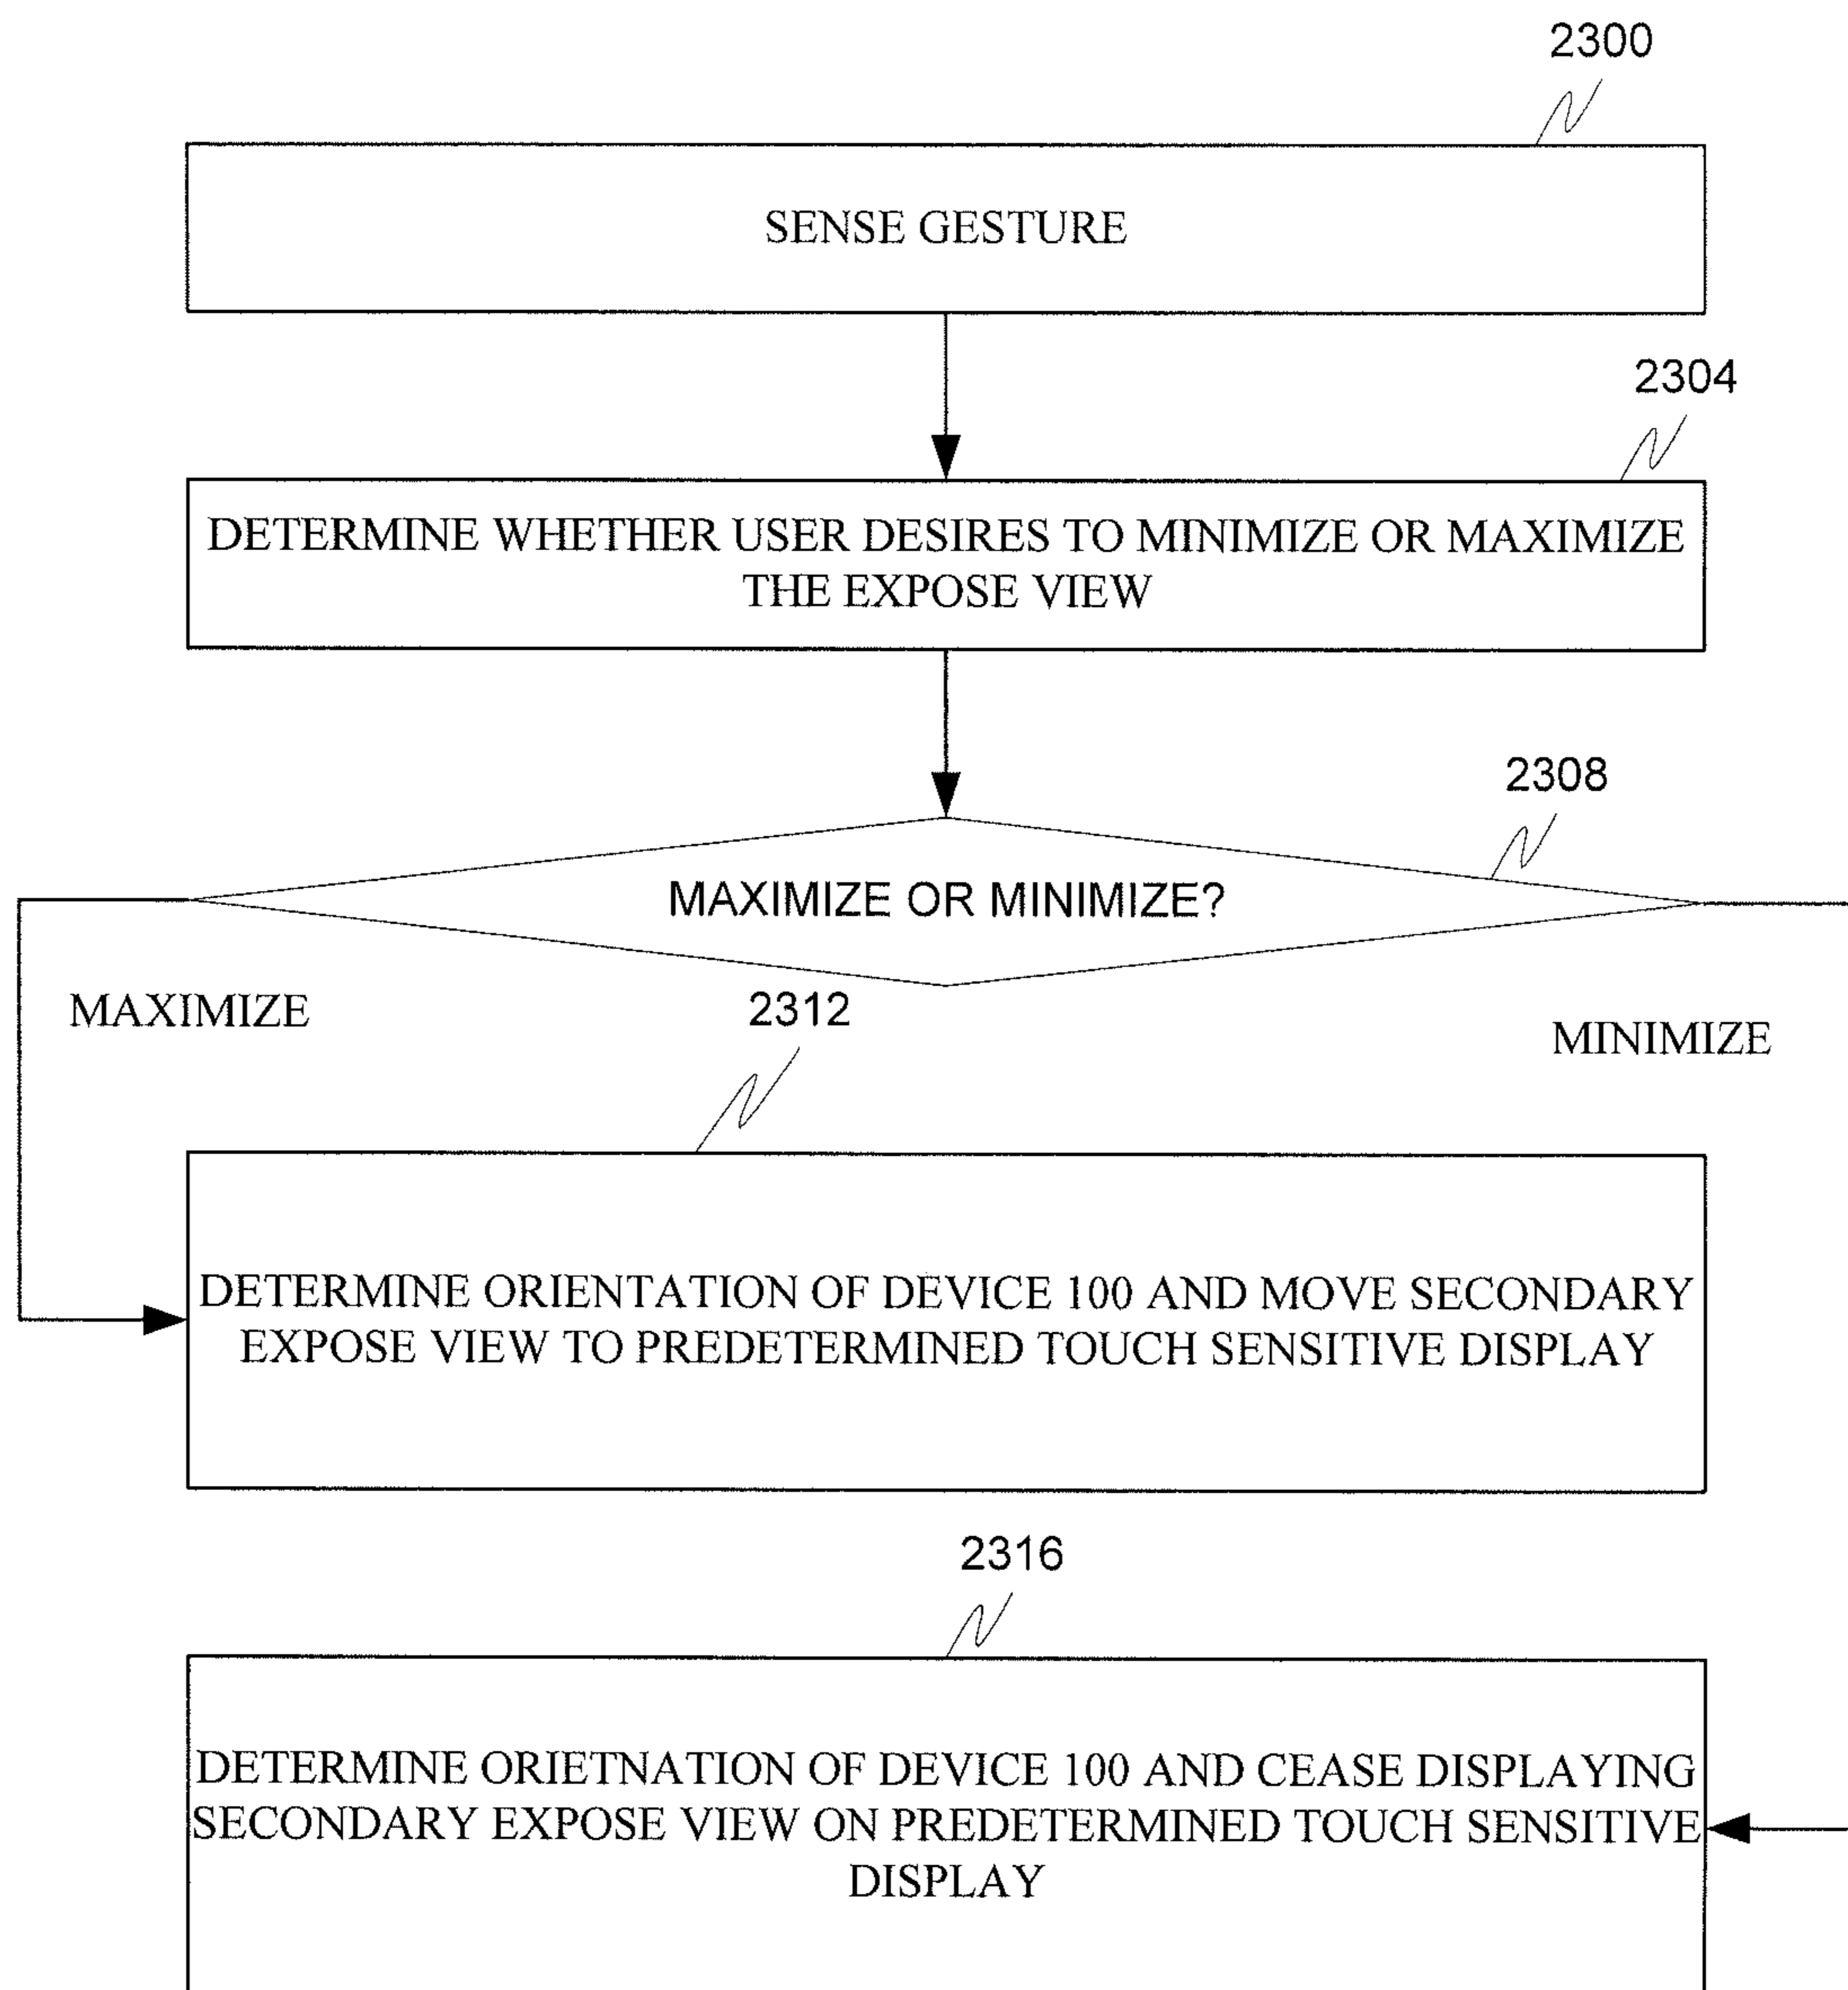 2300
SENSE GESTURE
2304
DETERMINE WHETHER USER DESIRES TO MINIMIZE OR MAXIMIZE
THE EXPOSE VIEW
2308
MAXIMIZE OR MINIMIZE?
MAXIMIZE
2312
MINIMIZE
DETERMINE ORIENTATION OF DEVICE 100 AND MOVE SECONDARY
EXPOSE VIEW TO PREDETERMINED TOUCH SENSITIVE DISPLAY
2316
DETERMINE ORIETNATION OF DEVICE 100 AND CEASE DISPLAYING
SECONDARY EXPOSE VIEW ON PREDETERMINED TOUCH SENSITIVE
DISPLAY